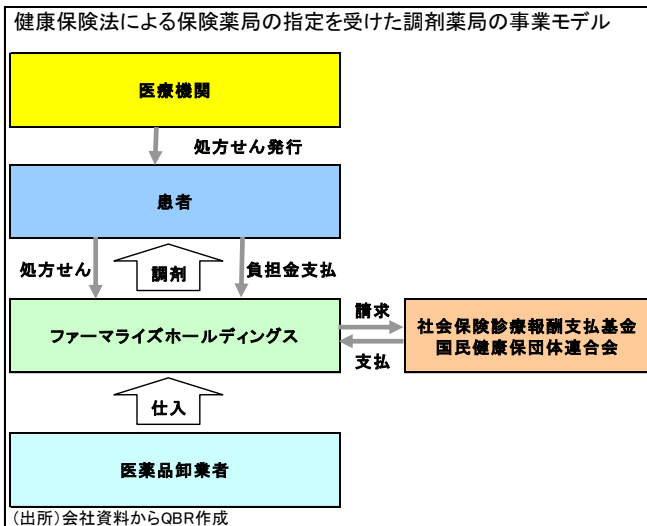 健康保険法による保険薬局の指定を受けた調剤薬局の事業モデル
医療機関
処方せん発行
患者
処方せん
調剤
負担金支払
ファーマライズホールディングス
請求
支払
社会保険診療報酬支払基金
国民健康保団体連合会
仕入
医薬品卸業者
(出所)会社資料からQBR作成